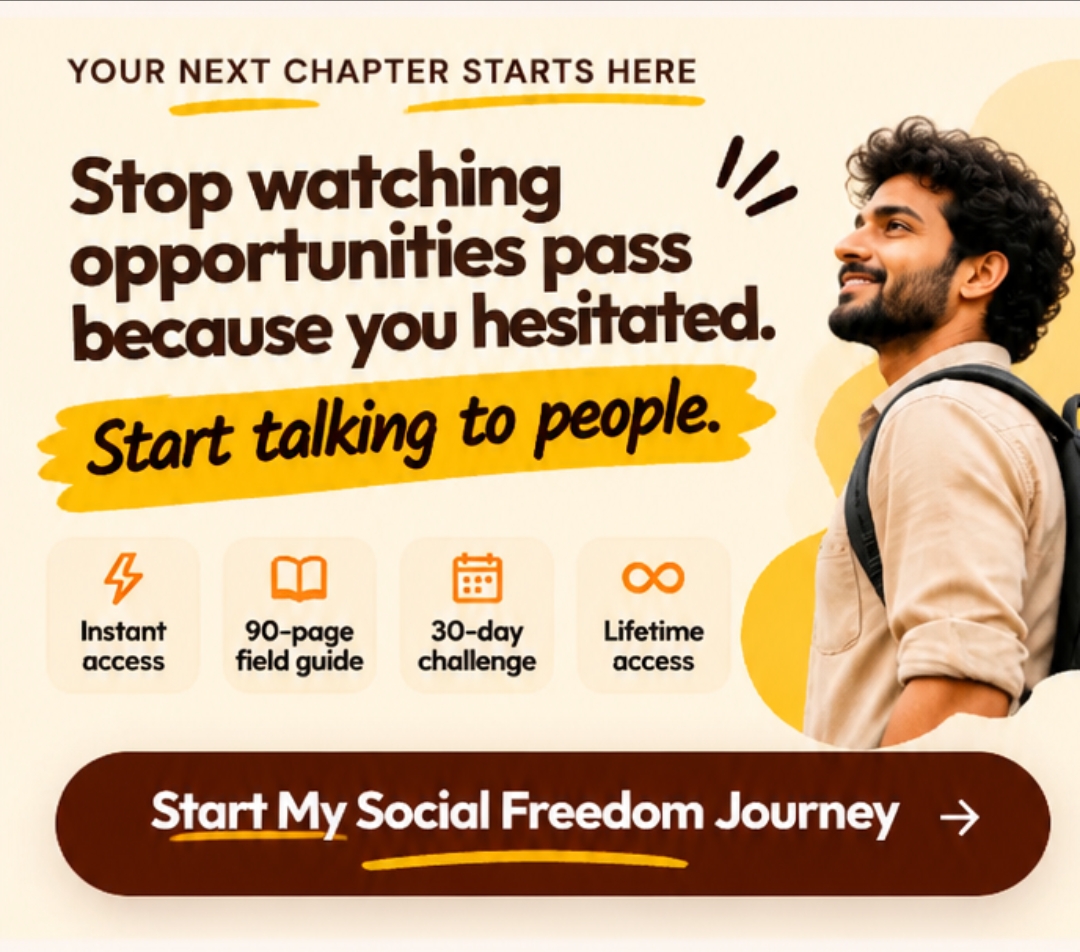 YOUR NEXT CHAPTER STARTS HERE
Stop watching
opportunities pass
because you hesitated.
Start talking to people.
Instant
access
90-page
field guide
30-day
challenge
Lifetime
access
Start My Social Freedom Journey →